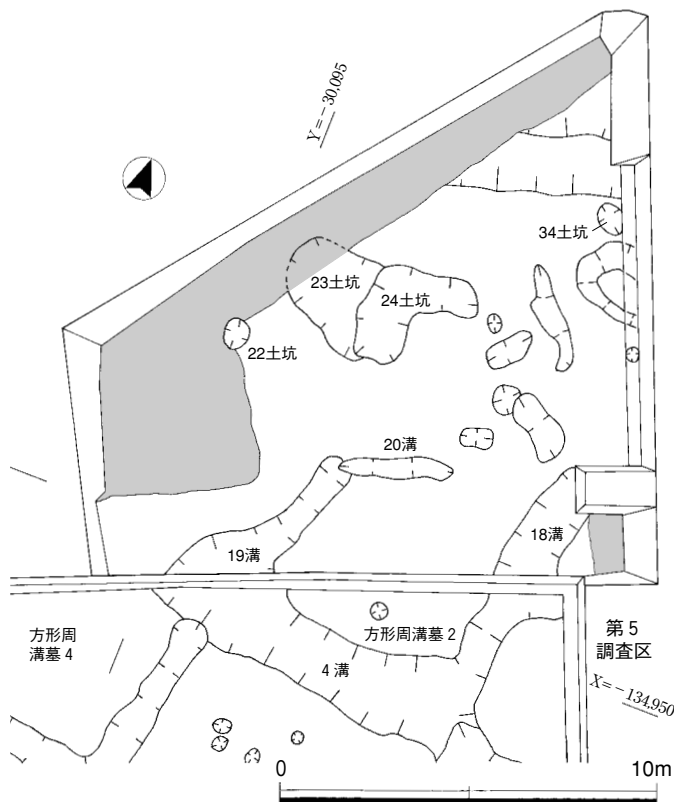 Y=−30,095
34土坑
23土坑
24土坑
22土坑
20溝
19溝
18溝
方形周
溝墓4
方形周溝墓2
4溝
第5
調査区
X=−134,950
0
10m